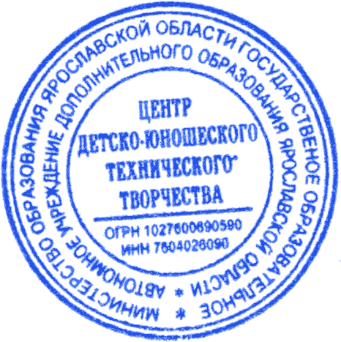 МИНИСТЕРСТВО ОБРАЗОВАНИЯ ЯРОСЛАВСКОЙ ОБЛАСТИ ГОСУДАРСТВЕНОЕ ОБРАЗОВАТЕЛЬНОЕ *
АВТОНОМНОЕ УЧРЕЖДЕНИЕ ДОПОЛНИТЕЛЬНОГО ОБРАЗОВАНИЯ ЯРОСЛАВСКОЙ ОБЛАСТИ *
ЦЕНТР
ДЕТСКО-ЮНОШЕСКОГО
ТЕХНИЧЕСКОГО
ТВОРЧЕСТВА
ОГРН 1027600690590
ИНН 7604026090